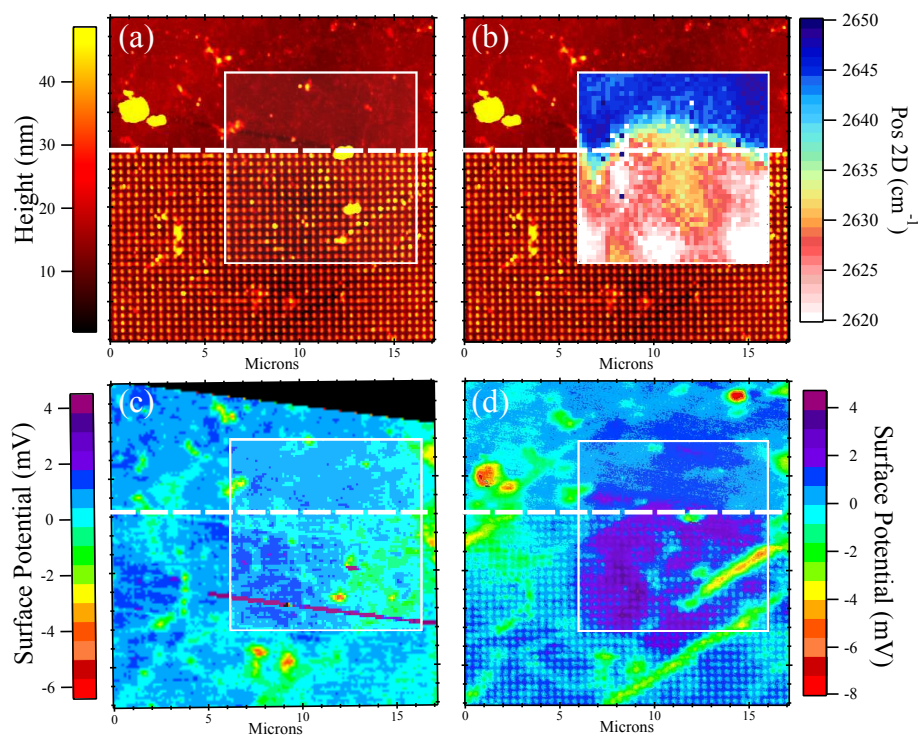 (a)
40
30
20
10
Height (nm)
0 5 10 15
Microns
(b)
2650
2645
2640
2635
2630
2625
2620
Pos 2D (cm⁻¹)
0 5 10 15
Microns
(c)
4
2
0
-2
-4
-6
Surface Potential (mV)
0 5 10 15
Microns
(d)
4
2
0
-2
-4
-6
-8
Surface Potential (mV)
0 5 10 15
Microns